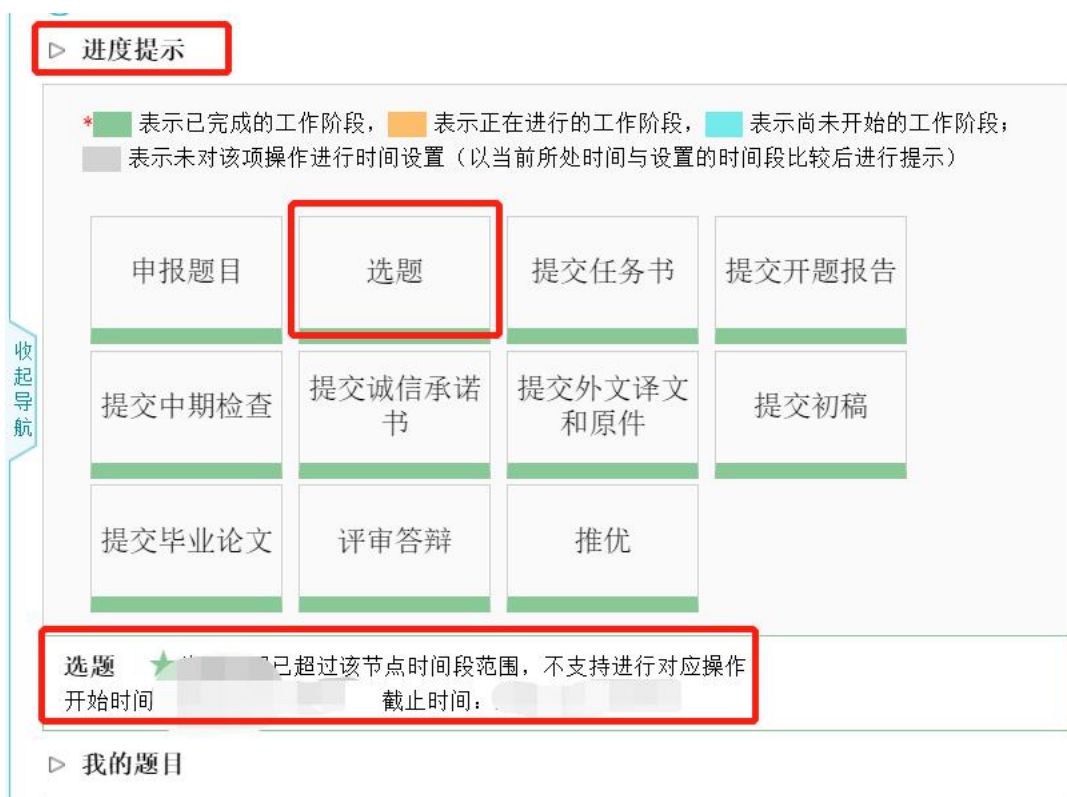 进度提示
* 表示已完成的工作阶段， 表示正在进行的工作阶段， 表示尚未开始的工作阶段；
表示未对该项操作进行时间设置（以当前所处时间与设置的时间段比较后进行提示）
申报题目 选题 提交任务书 提交开题报告
收起导航
提交中期检查 提交诚信承诺 提交外文译文 提交初稿
书 和原件
提交毕业论文 评审答辩 推优
选题 已超过该节点时间段范围，不支持进行对应操作
开始时间 截止时间：
我的题目